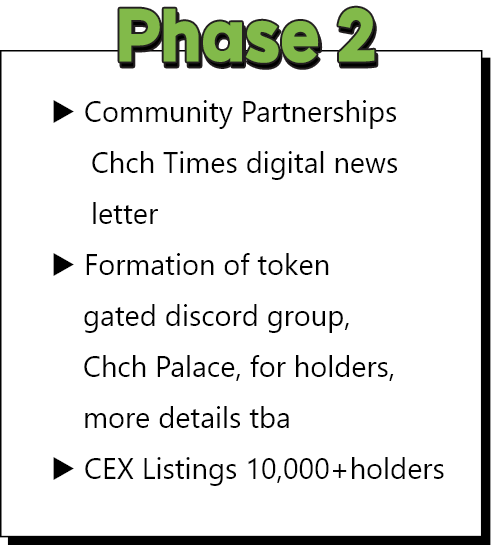 Phase 2
▶ Community Partnerships
Chch Times digital news
letter
▶ Formation of token
gated discord group,
Chch Palace, for holders,
more details tba
▶ CEX Listings 10,000+holders